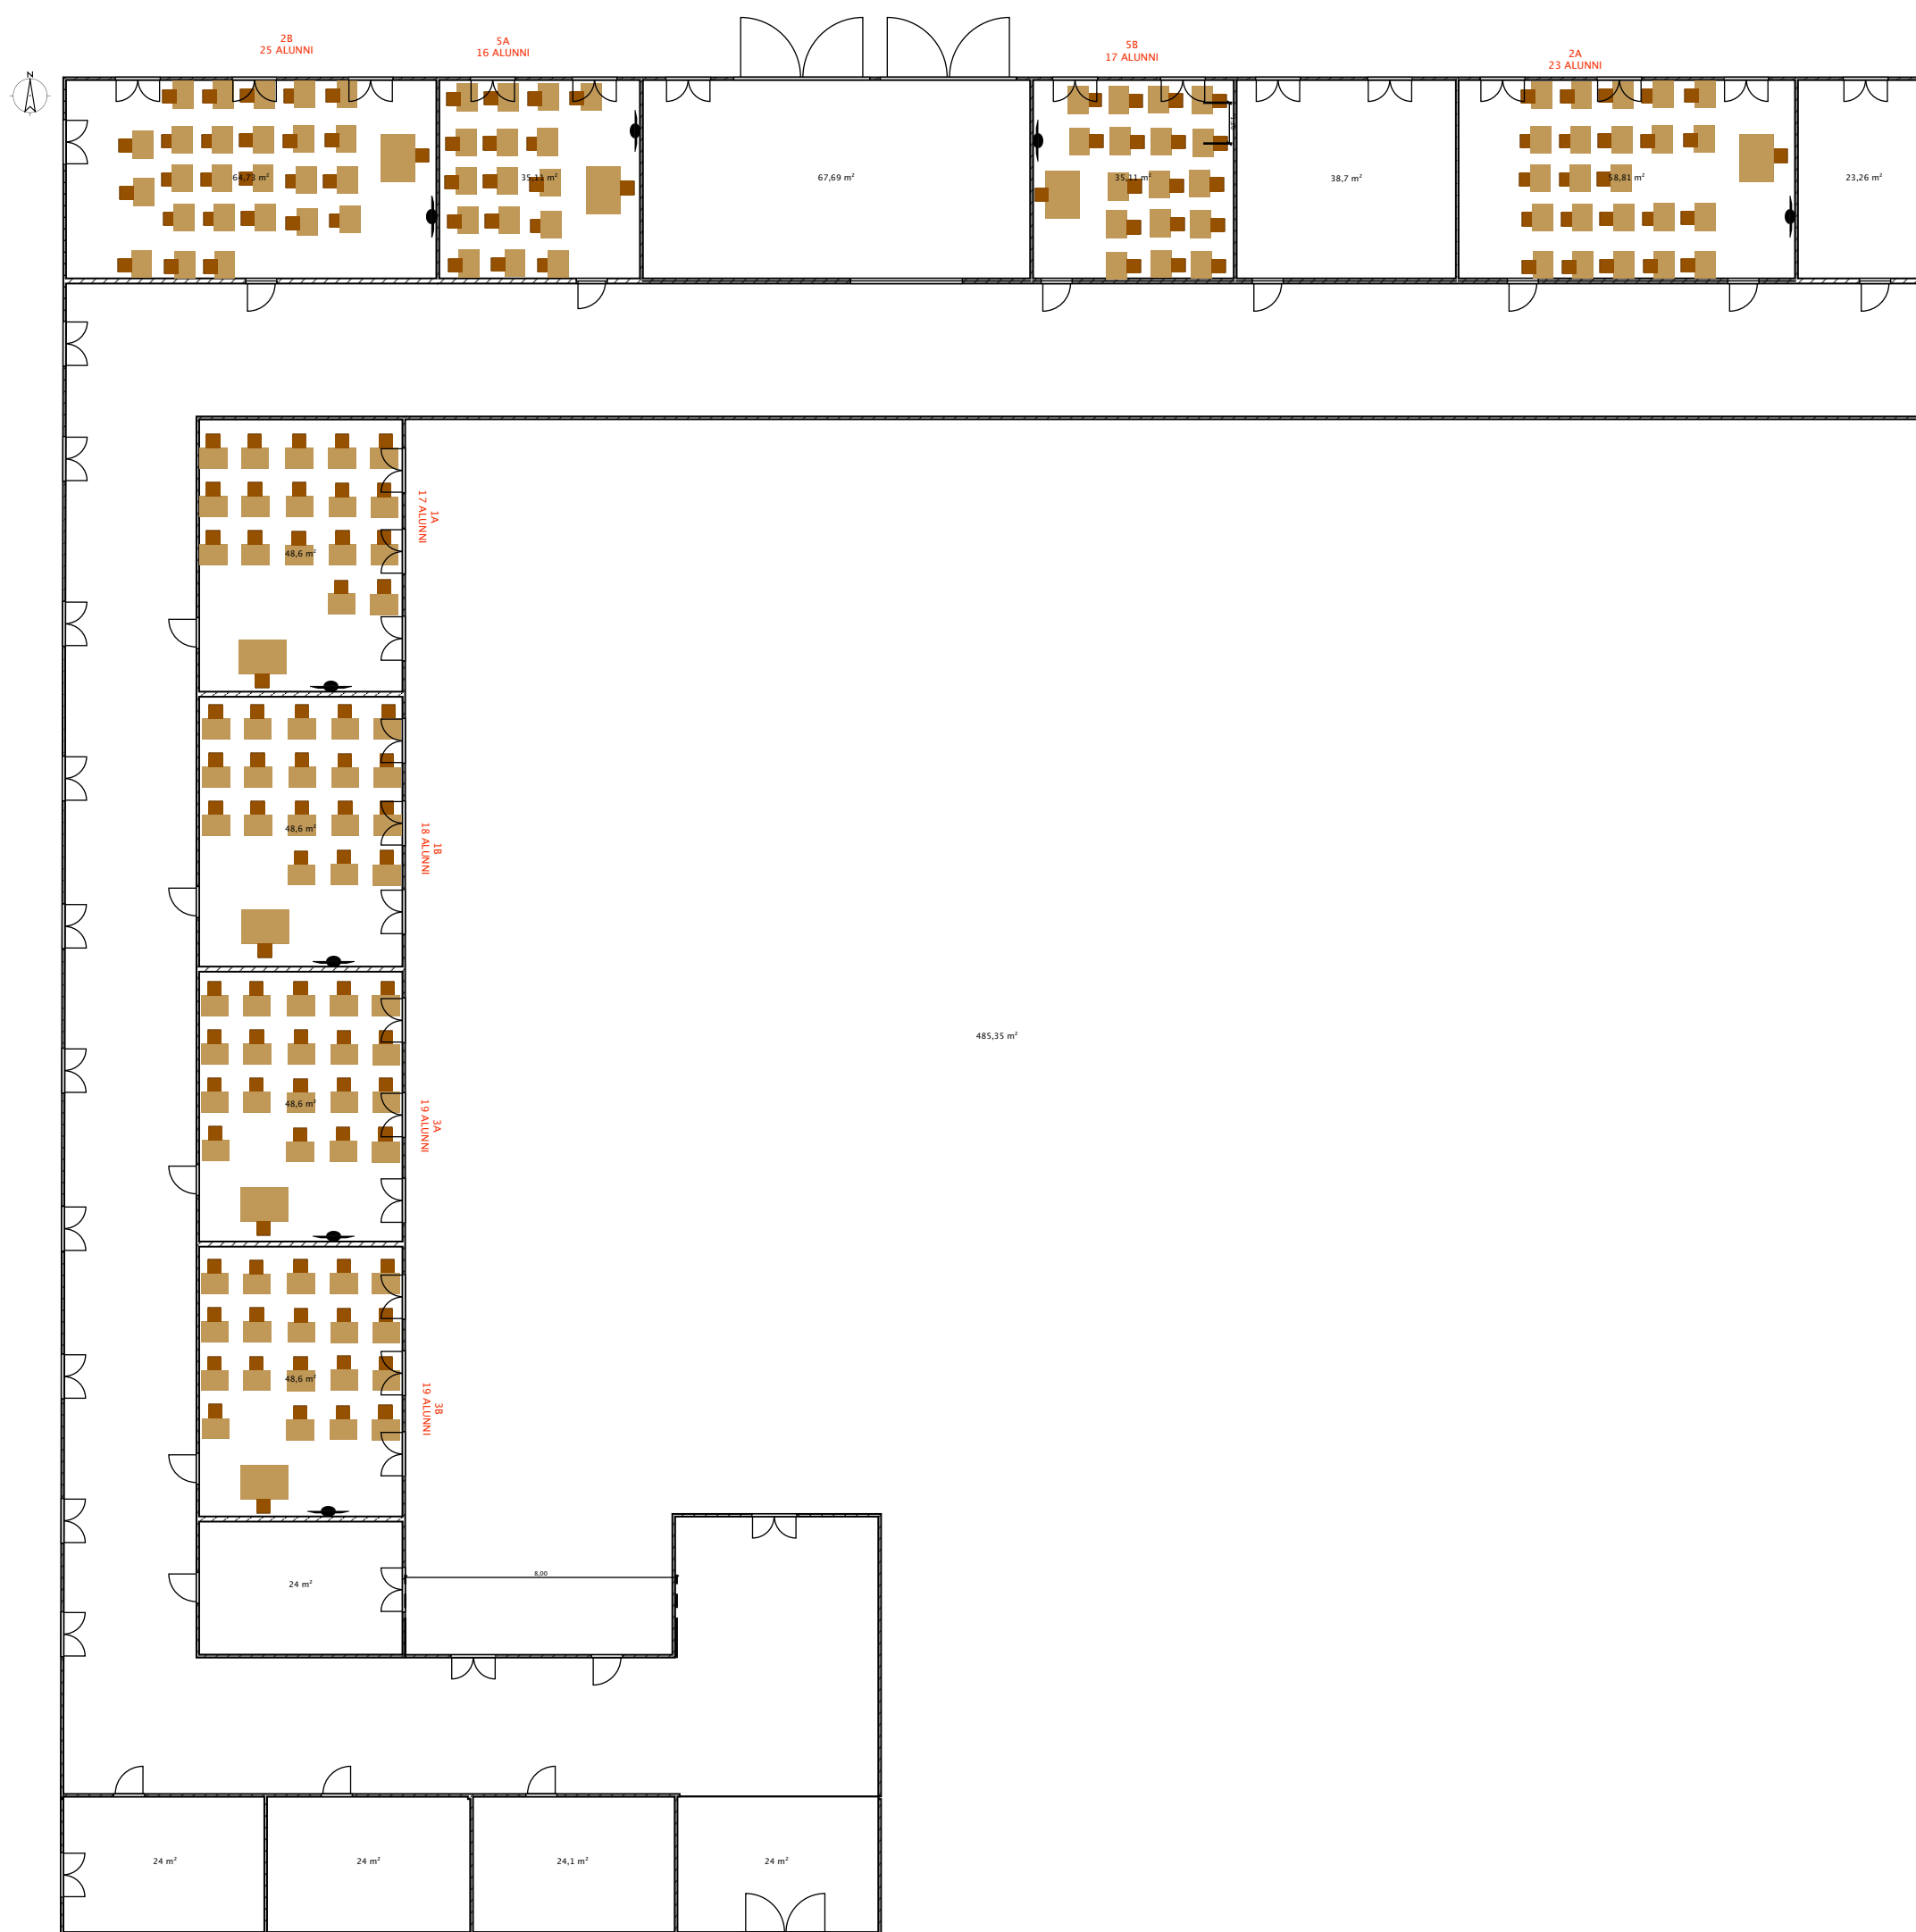 2B
25 ALUNNI
5A
16 ALUNNI
5B
17 ALUNNI
2A
23 ALUNNI
N
64,73 m²
35,11 m²
67,69 m²
35,11 m²
38,7 m²
58,81 m²
23,26 m²
1A
17 ALUNNI
48,6 m²
1B
18 ALUNNI
48,6 m²
485,35 m²
3A
19 ALUNNI
48,6 m²
3B
19 ALUNNI
48,6 m²
8,00
24 m²
24 m²
24 m²
24,1 m²
24 m²